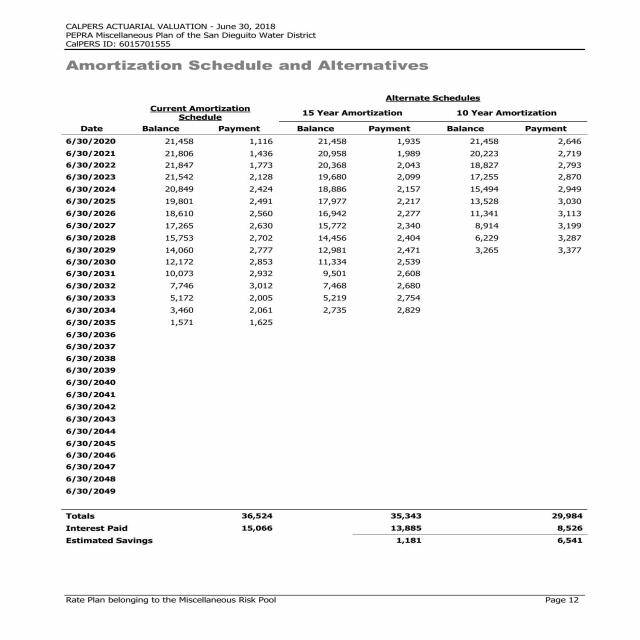 CALPERS ACTUARIAL VALUATION - June 30, 2018
PEPRA Miscellaneous Plan of the San Dieguito Water District
CalPERS ID: 6015701555
Amortization Schedule and Alternatives
Alternate Schedules
Current Amortization Schedule 15 Year Amortization 10 Year Amortization
Date Balance Payment Balance Payment Balance Payment
6/30/2020 21,458 1,116 21,458 1,935 21,458 2,646
6/30/2021 21,806 1,436 20,958 1,989 20,223 2,719
6/30/2022 21,847 1,773 20,368 2,043 18,827 2,793
6/30/2023 21,542 2,128 19,680 2,099 17,255 2,870
6/30/2024 20,849 2,424 18,886 2,157 15,494 2,949
6/30/2025 19,801 2,491 17,977 2,217 13,528 3,030
6/30/2026 18,610 2,560 16,942 2,277 11,341 3,113
6/30/2027 17,265 2,630 15,772 2,340 8,914 3,199
6/30/2028 15,753 2,702 14,456 2,404 6,229 3,287
6/30/2029 14,060 2,777 12,981 2,471 3,265 3,377
6/30/2030 12,172 2,853 11,334 2,539
6/30/2031 10,073 2,932 9,501 2,608
6/30/2032 7,746 3,012 7,468 2,680
6/30/2033 5,172 2,005 5,219 2,754
6/30/2034 3,460 2,061 2,735 2,829
6/30/2035 1,571 1,625
6/30/2036
6/30/2037
6/30/2038
6/30/2039
6/30/2040
6/30/2041
6/30/2042
6/30/2043
6/30/2044
6/30/2045
6/30/2046
6/30/2047
6/30/2048
6/30/2049
Totals 36,524 35,343 29,984
Interest Paid 15,066 13,885 8,526
Estimated Savings 1,181 6,541
Rate Plan belonging to the Miscellaneous Risk Pool Page 12